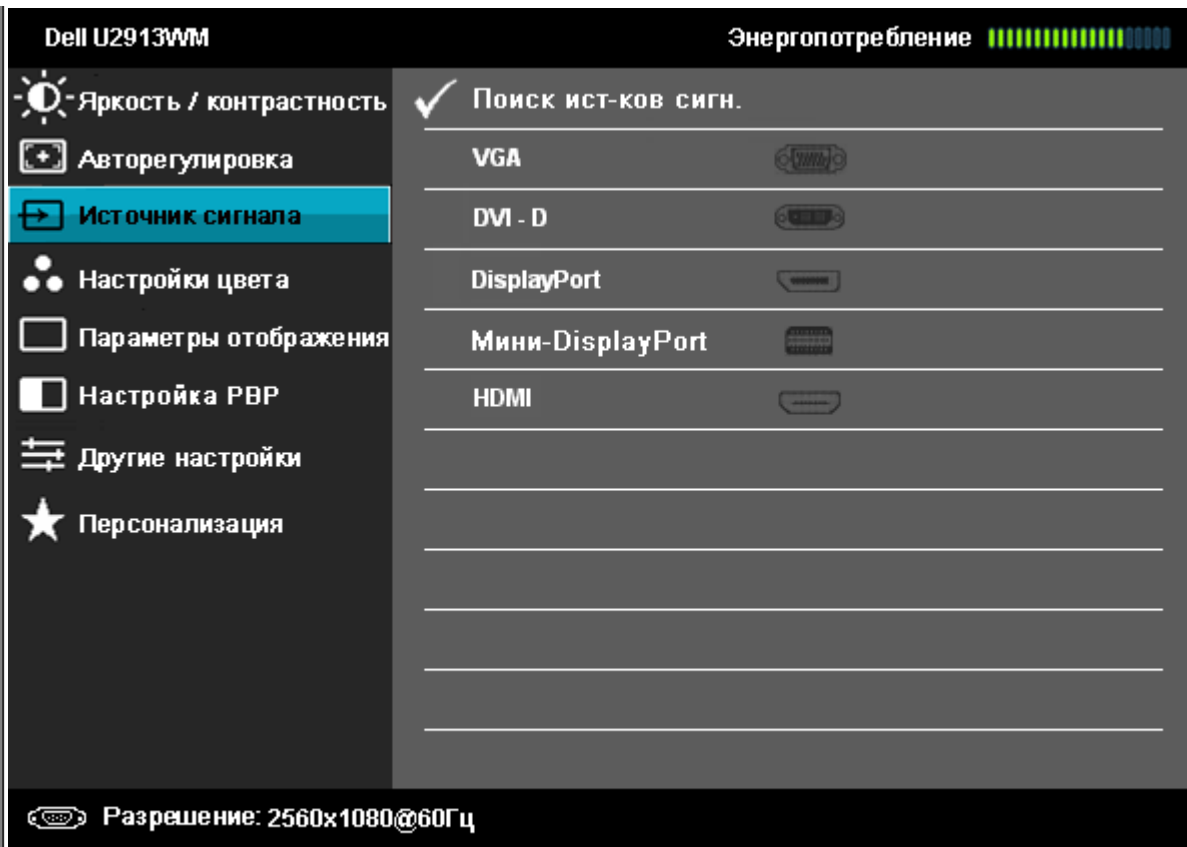 Dell U2913WM
Энергопотребление
Яркость / контрастность
Авторегулировка
Источник сигнала
Настройки цвета
Параметры отображения
Настройка PBP
Другие настройки
Персонализация
Поиск ист-ков сигн.
VGA
DVI - D
DisplayPort
Мини-DisplayPort
HDMI
Разрешение: 2560x1080@60Гц